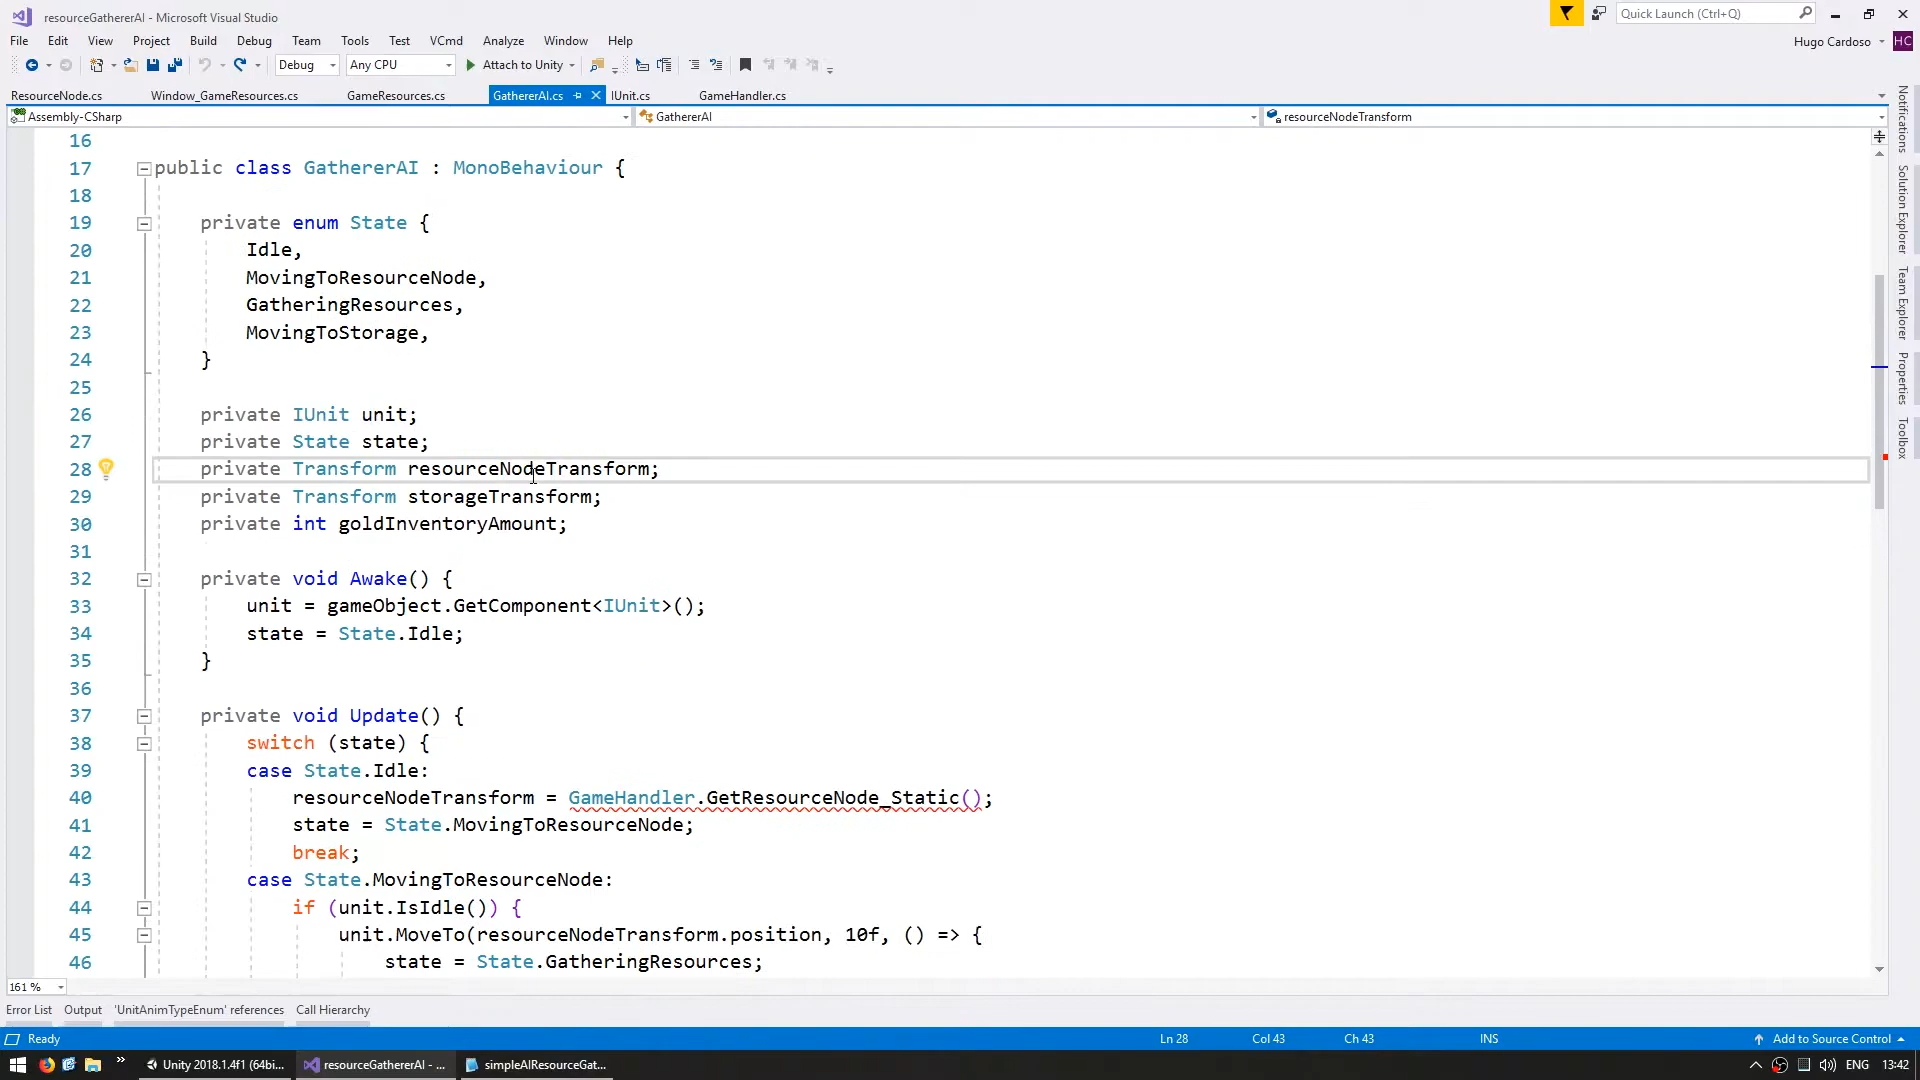 resourceGathererAI - Microsoft Visual Studio
Quick Launch (Ctrl+Q)
File Edit View Project Build Debug Team Tools Test VCmd Analyze Window Help
Hugo Cardoso HC
Debug Any CPU Attach to Unity
ResourceNode.cs Window_GameResources.cs GameResources.cs GathererAI.cs IUnit.cs GameHandler.cs
Assembly-CSharp GathererAI resourceNodeTransform
16
17 public class GathererAI : MonoBehaviour {
18
19 private enum State {
20 Idle,
21 MovingToResourceNode,
22 GatheringResources,
23 MovingToStorage,
24 }
25
26 private IUnit unit;
27 private State state;
28 private Transform resourceNodeTransform;
29 private Transform storageTransform;
30 private int goldInventoryAmount;
31
32 private void Awake() {
33 unit = gameObject.GetComponent<IUnit>();
34 state = State.Idle;
35 }
36
37 private void Update() {
38 switch (state) {
39 case State.Idle:
40 resourceNodeTransform = GameHandler.GetResourceNode_Static();
41 state = State.MovingToResourceNode;
42 break;
43 case State.MovingToResourceNode:
44 if (unit.IsIdle()) {
45 unit.MoveTo(resourceNodeTransform.position, 10f, () => {
46 state = State.GatheringResources;
Notifications
Solution Explorer
Team Explorer
Properties
Toolbox
161 %
Error List Output 'UnitAnimTypeEnum' references Call Hierarchy
Ready Ln 28 Col 43 Ch 43 INS Add to Source Control
Unity 2018.1.4f1 (64bi... resourceGathererAI - ... simpleAIResourceGat... ENG 13:42